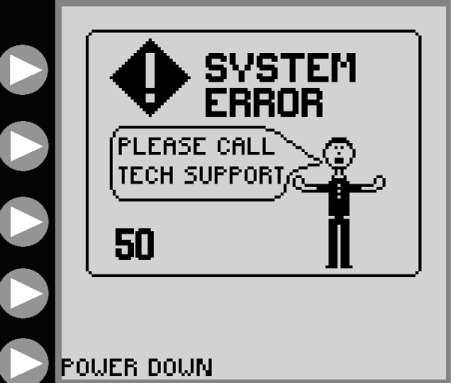 SYSTEM
ERROR
PLEASE CALL
TECH SUPPORT
50
POWER DOWN